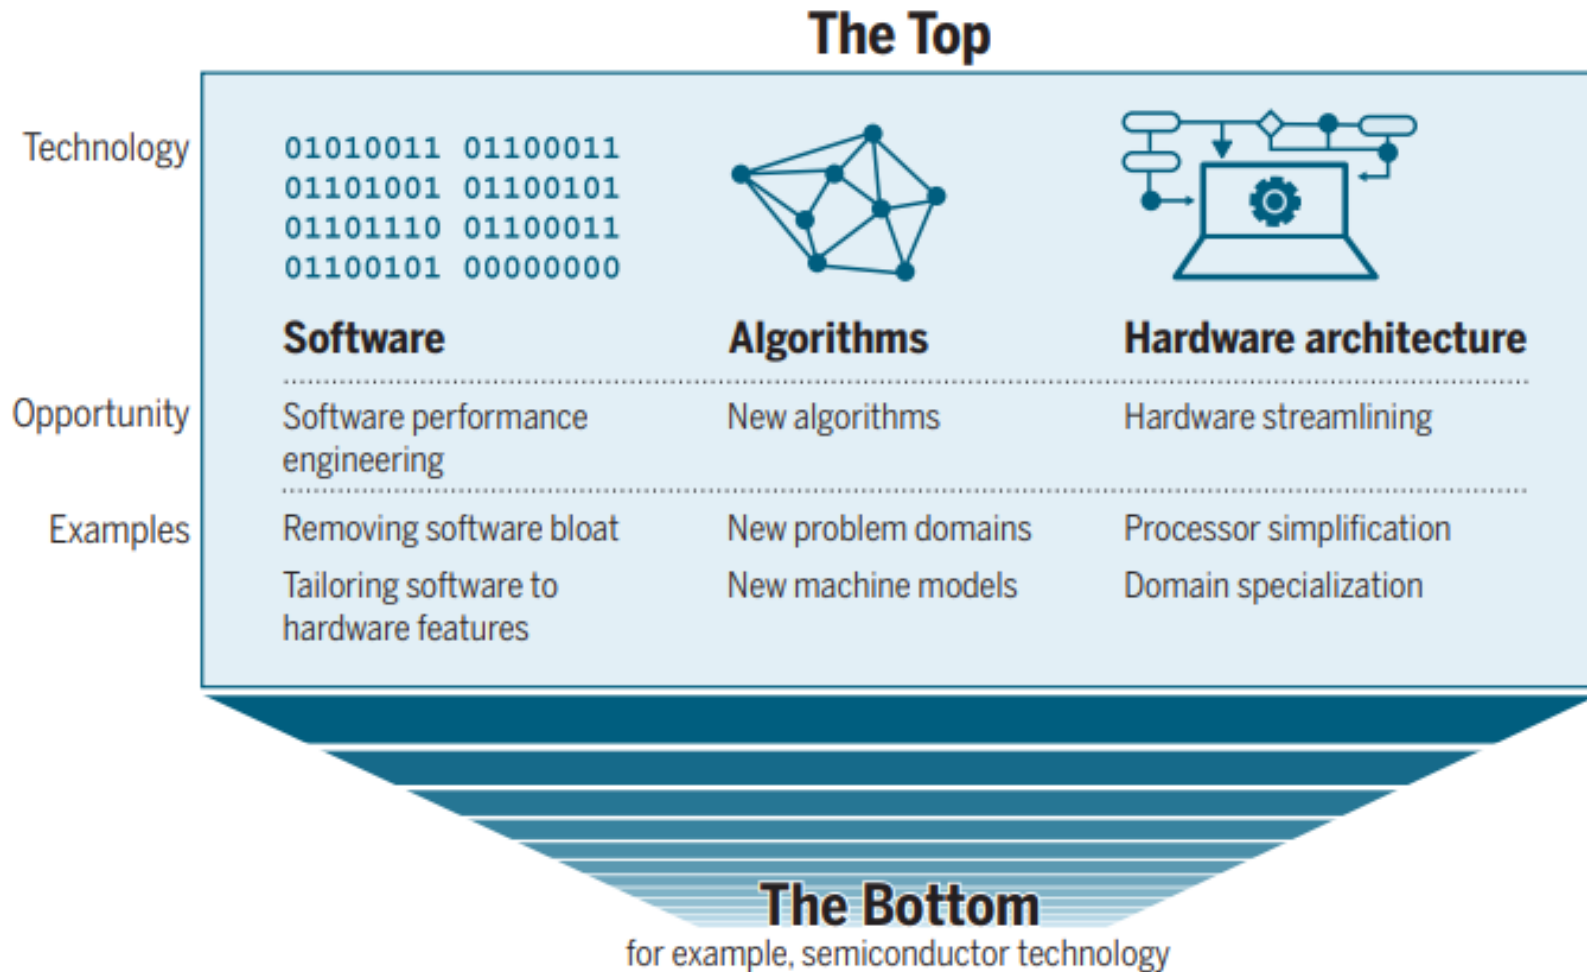 The Top
Technology
01010011 01100011
01101001 01100101
01101110 01100011
01100101 00000000
Software
Algorithms
Hardware architecture
Opportunity
Software performance
engineering
New algorithms
Hardware streamlining
Examples
Removing software bloat
New problem domains
Processor simplification
Tailoring software to
hardware features
New machine models
Domain specialization
The Bottom
for example, semiconductor technology